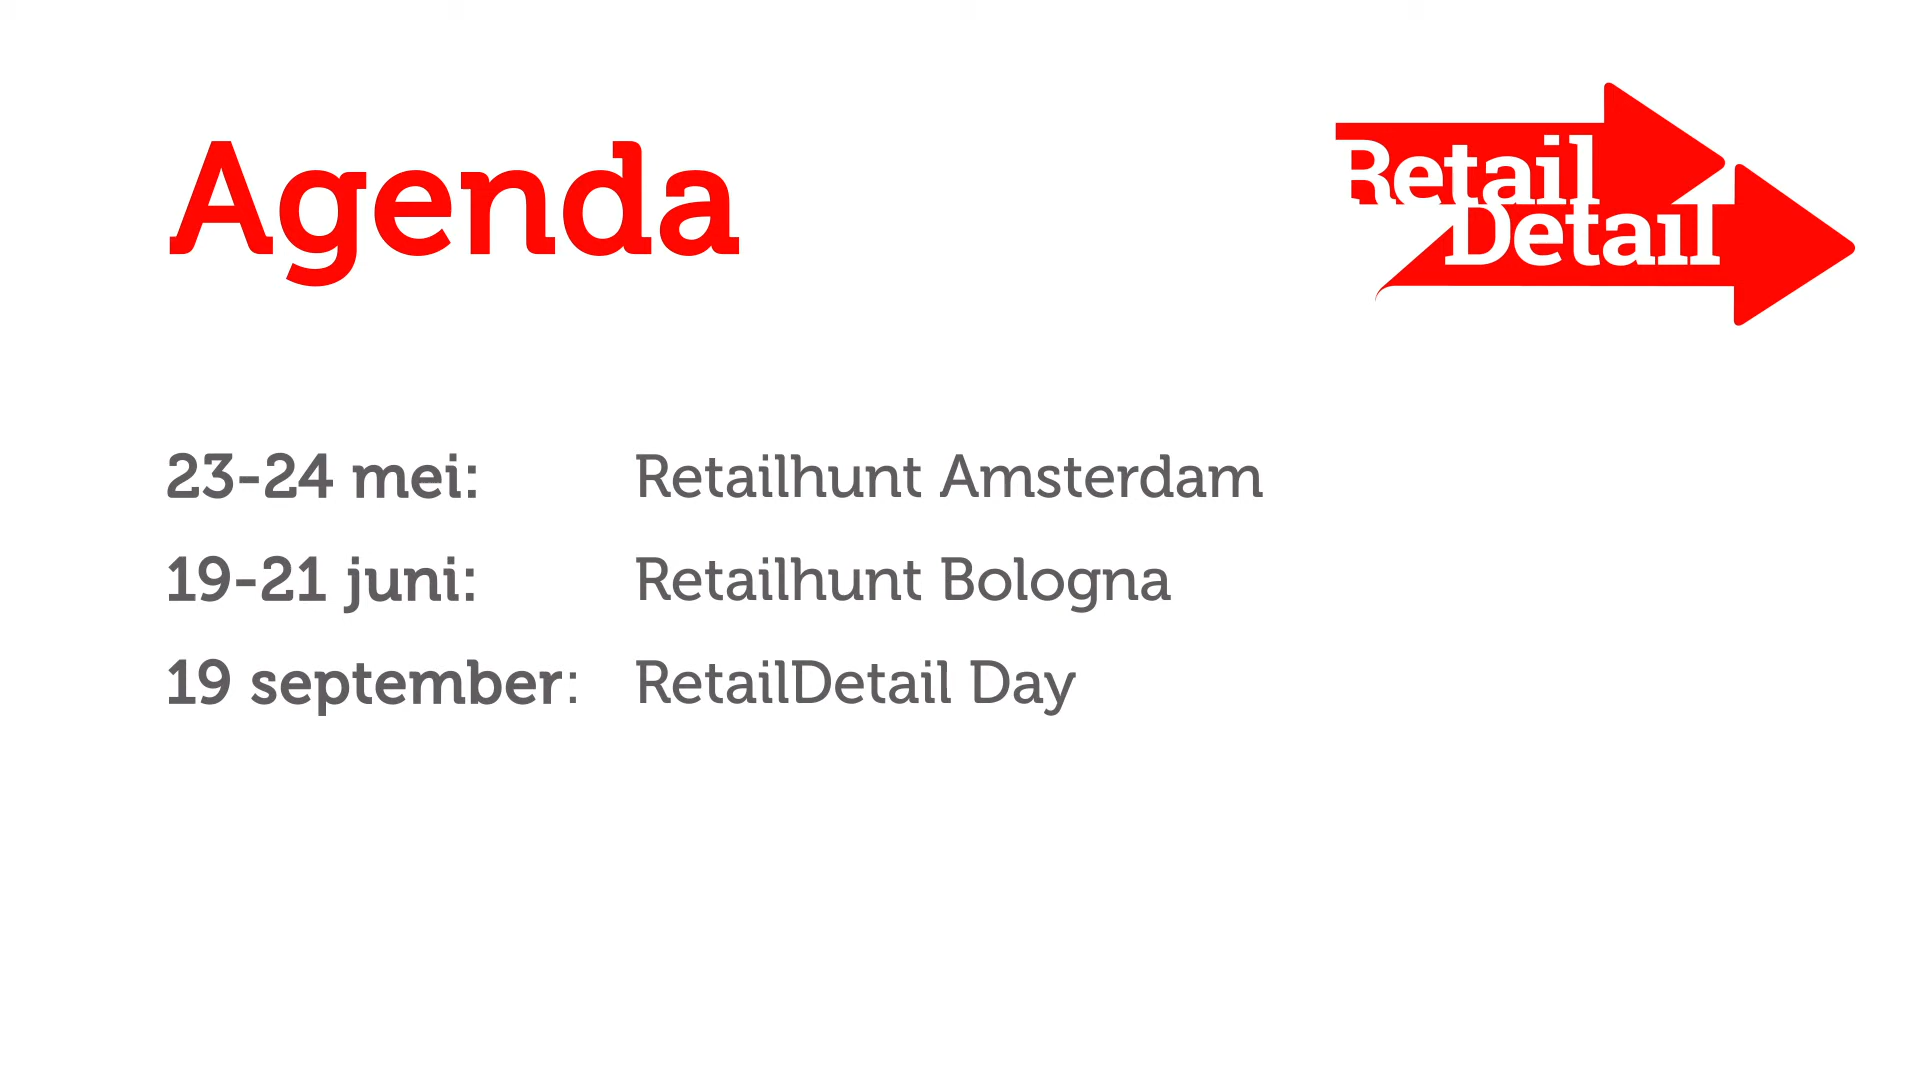 Agenda
Retail
Detail
23-24 mei: Retailhunt Amsterdam
19-21 juni: Retailhunt Bologna
19 september: RetailDetail Day